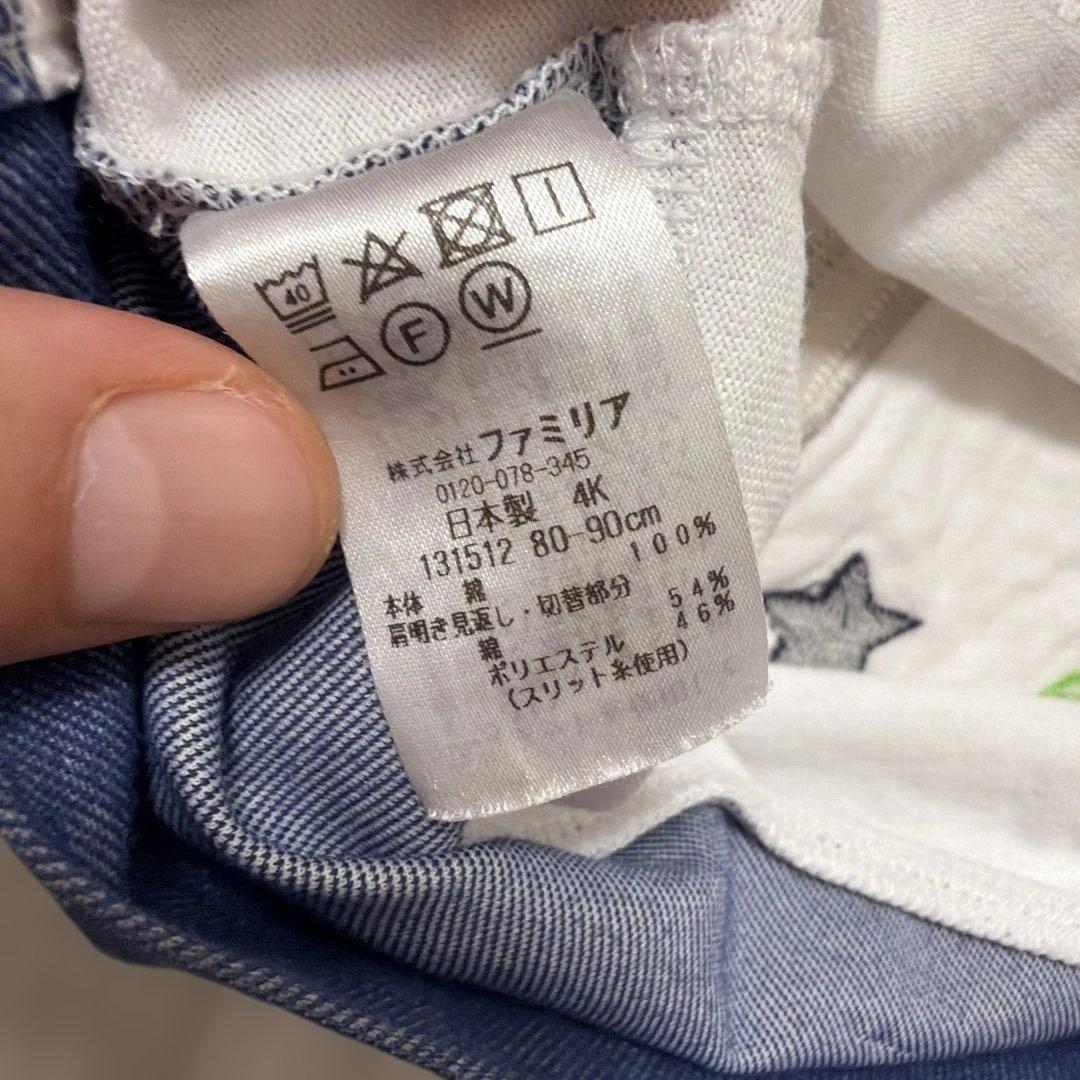 40
F W
株式会社ファミリア
0120-078-345
日本製 4K
131512 80-90cm
本体 綿 100%
肩明き見返し・切替部分
綿 54%
ポリエステル 46%
(スリット糸使用)